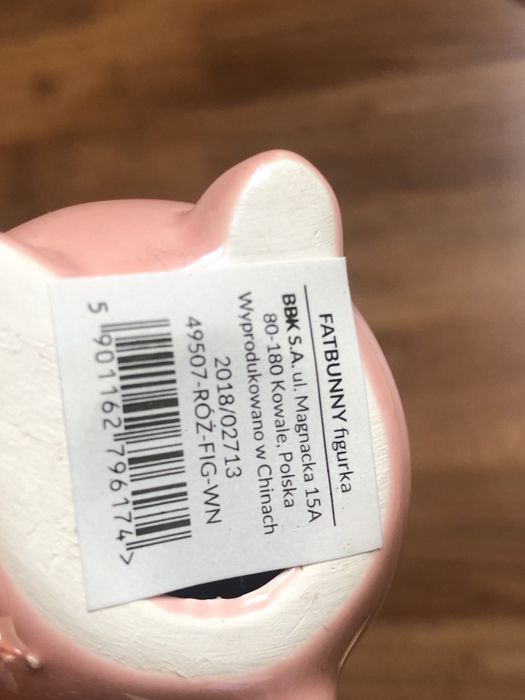 FATBUNNY figurka
BBK S.A. ul. Magnacka 15A
80-180 Kowale, Polska
Wyprodukowano w Chinach
2018/02713
49507-RÓŻ-FIG-WN
5 901162 796174 >